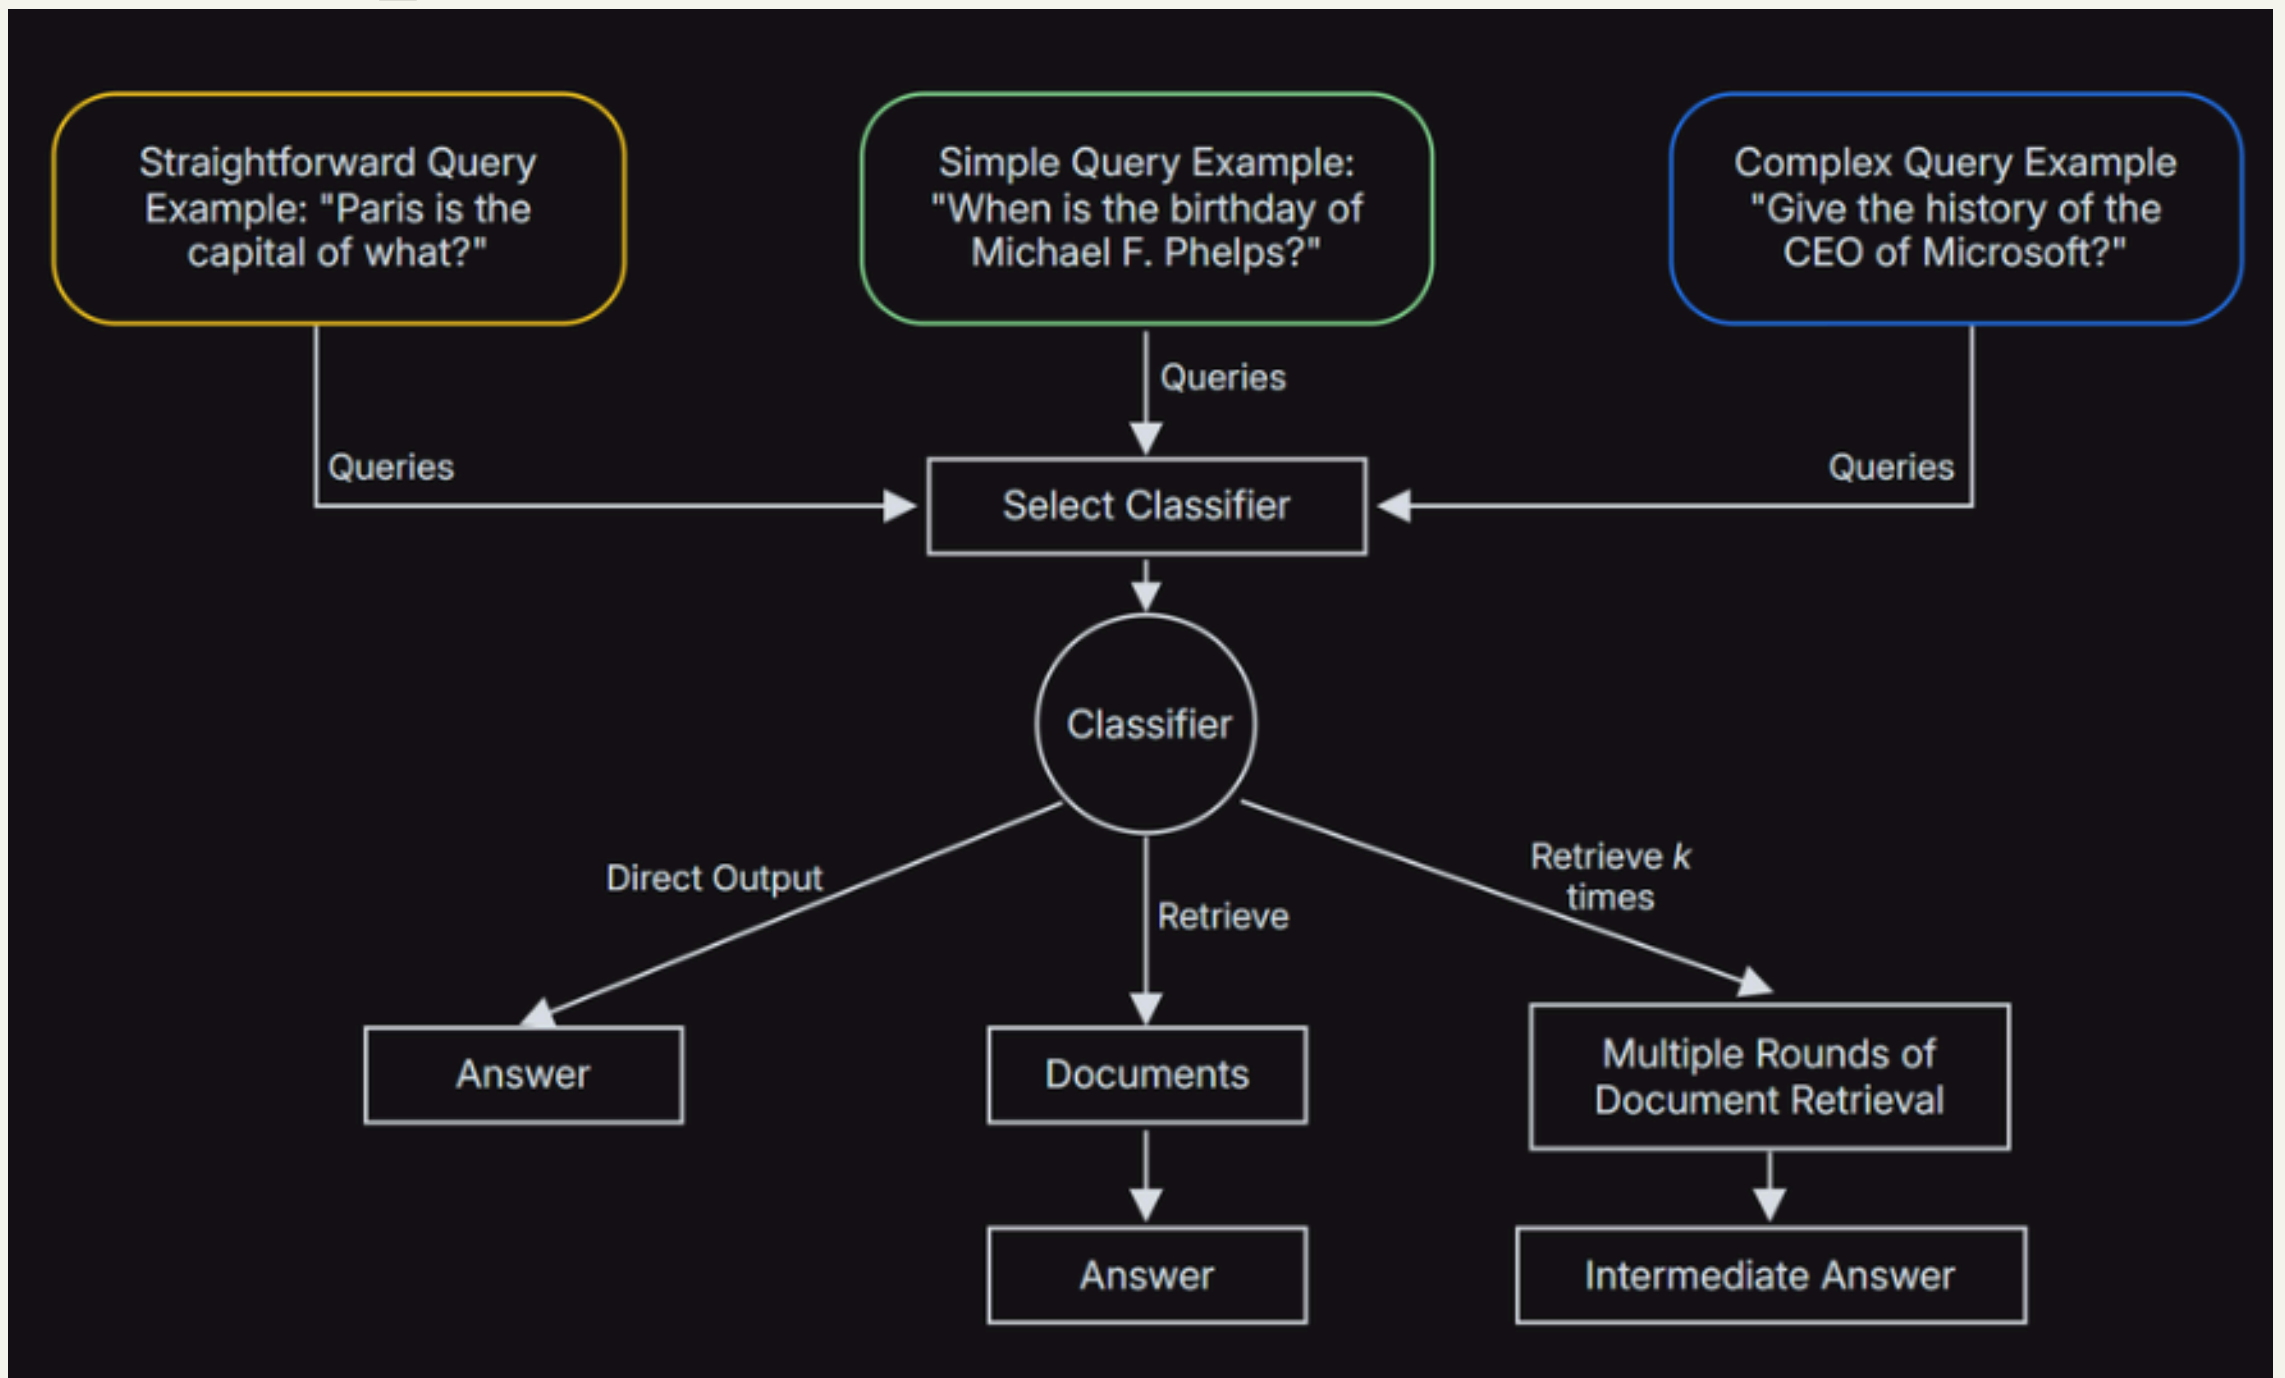 Straightforward Query
Example: "Paris is the
capital of what?"
Simple Query Example:
"When is the birthday of
Michael F. Phelps?"
Complex Query Example
"Give the history of the
CEO of Microsoft?"
Queries
Queries
Queries
Select Classifier
Classifier
Direct Output
Retrieve
Retrieve k
times
Answer
Documents
Multiple Rounds of
Document Retrieval
Answer
Intermediate Answer